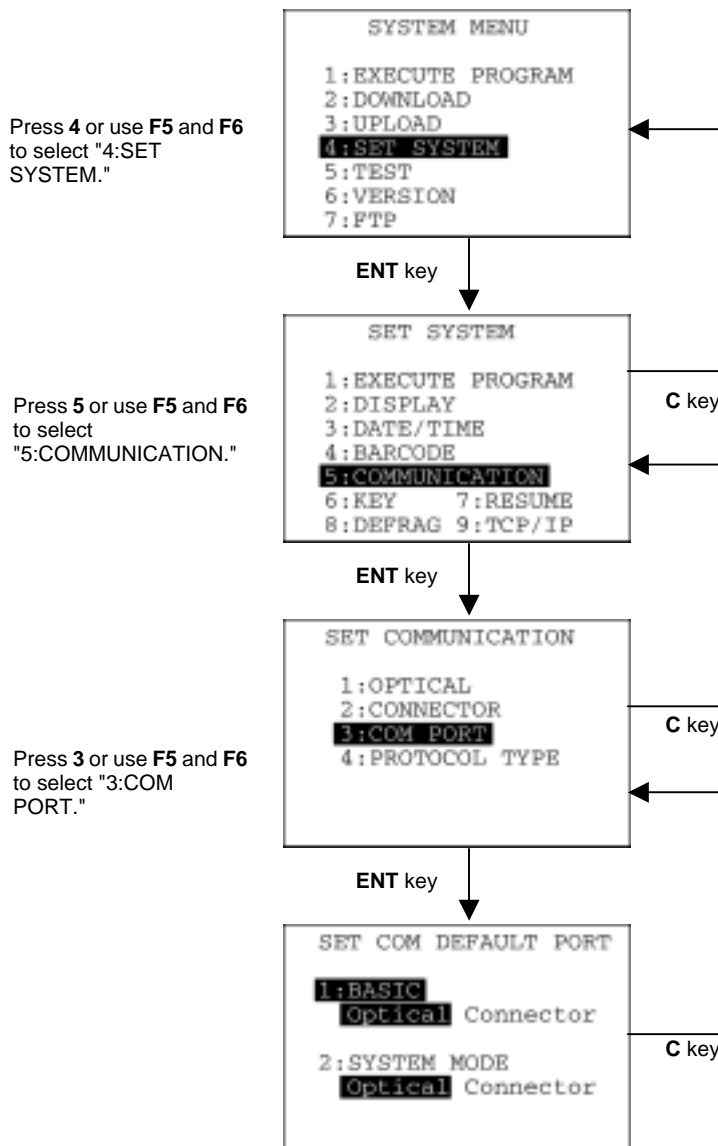 SYSTEM MENU
1:EXECUTE PROGRAM
2:DOWNLOAD
3:UPLOAD
4:SET SYSTEM
5:TEST
6:VERSION
7:FTP
Press 4 or use F5 and F6
to select "4:SET
SYSTEM."
ENT key
SET SYSTEM
1:EXECUTE PROGRAM
2:DISPLAY
3:DATE/TIME
4:BARCODE
5:COMMUNICATION
6:KEY 7:RESUME
8:DEFRAG 9:TCP/IP
C key
Press 5 or use F5 and F6
to select
"5:COMMUNICATION."
ENT key
SET COMMUNICATION
1:OPTICAL
2:CONNECTOR
3:COM PORT
4:PROTOCOL TYPE
C key
Press 3 or use F5 and F6
to select "3:COM
PORT."
ENT key
SET COM DEFAULT PORT
1:BASIC
Optical Connector
2:SYSTEM MODE
Optical Connector
C key